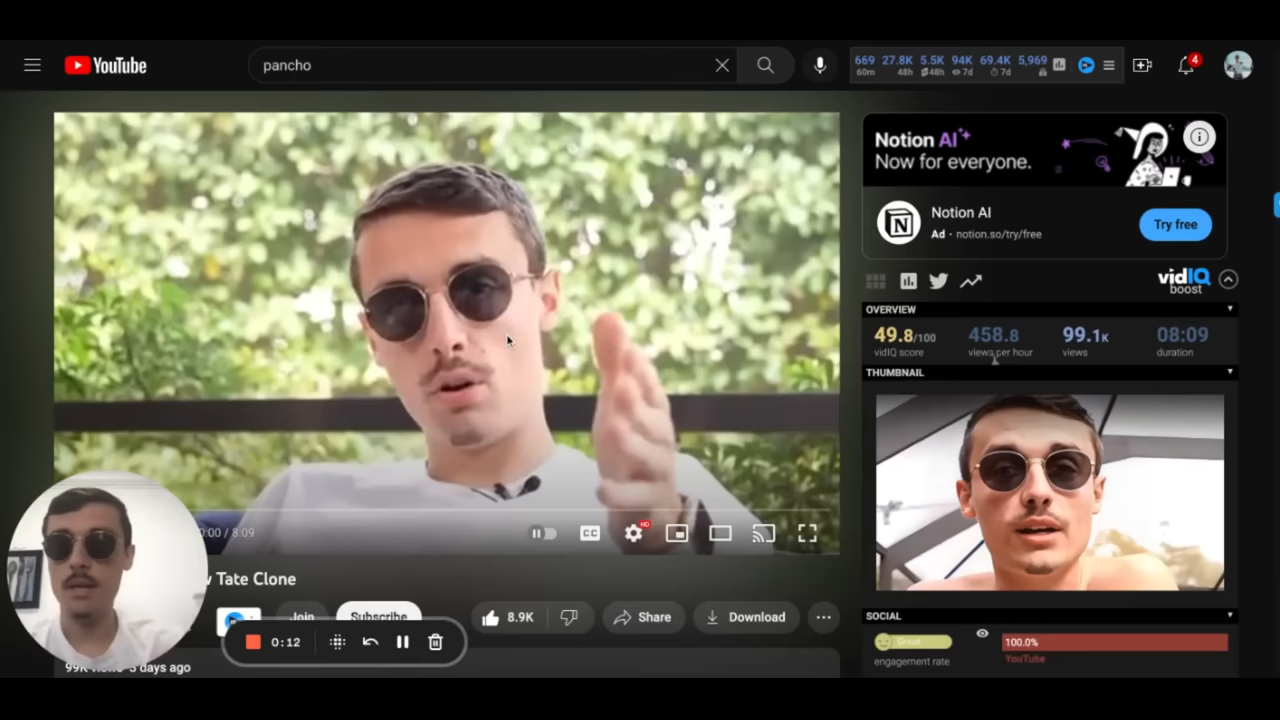 YouTube
pancho
669 27.8K 5.5K 94K 69.4K 5,969
60m 48h 48h 7d 7d
4
Notion AI
Now for everyone.
Notion AI
Ad · notion.so/try/free
Try free
vidIQ
boost
OVERVIEW
49.8/100 458.8 99.1K 08:09
vidIQ score views per hour views duration
THUMBNAIL
0:00 / 8:09
CC
HD
Tate Clone
Join
Subscribe
8.9K
Share
Download
0:12
99K views 3 days ago
SOCIAL
Great
engagement rate
100.0%
YouTube